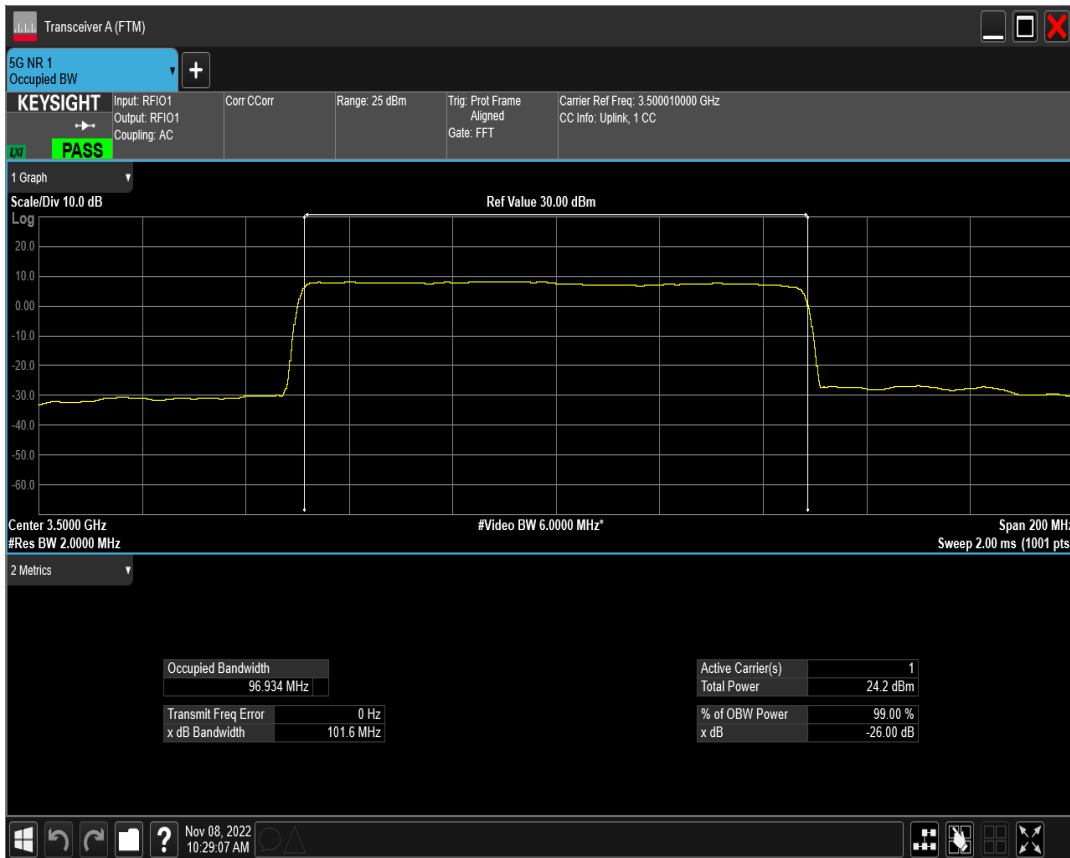 Transceiver A (FTM)
5G NR 1
Occupied BW
+
KEYSIGHT
LXI
PASS
Input: RFIO1
Output: RFIO1
Coupling: AC
Corr CCorr
Range: 25 dBm
Trig: Prot Frame
Aligned
Gate: FFT
Carrier Ref Freq: 3.500010000 GHz
CC Info: Uplink, 1 CC
1 Graph
Scale/Div 10.0 dB
Ref Value 30.00 dBm
Log
20.0
10.0
0.00
-10.0
-20.0
-30.0
-40.0
-50.0
-60.0
Center 3.5000 GHz
#Video BW 6.0000 MHz*
Span 200 MHz
#Res BW 2.0000 MHz
Sweep 2.00 ms (1001 pts
2 Metrics
Occupied Bandwidth
96.934 MHz
Transmit Freq Error 0 Hz
x dB Bandwidth 101.6 MHz
Active Carrier(s) 1
Total Power 24.2 dBm
% of OBW Power 99.00 %
x dB -26.00 dB
?
Nov 08, 2022
10:29:07 AM